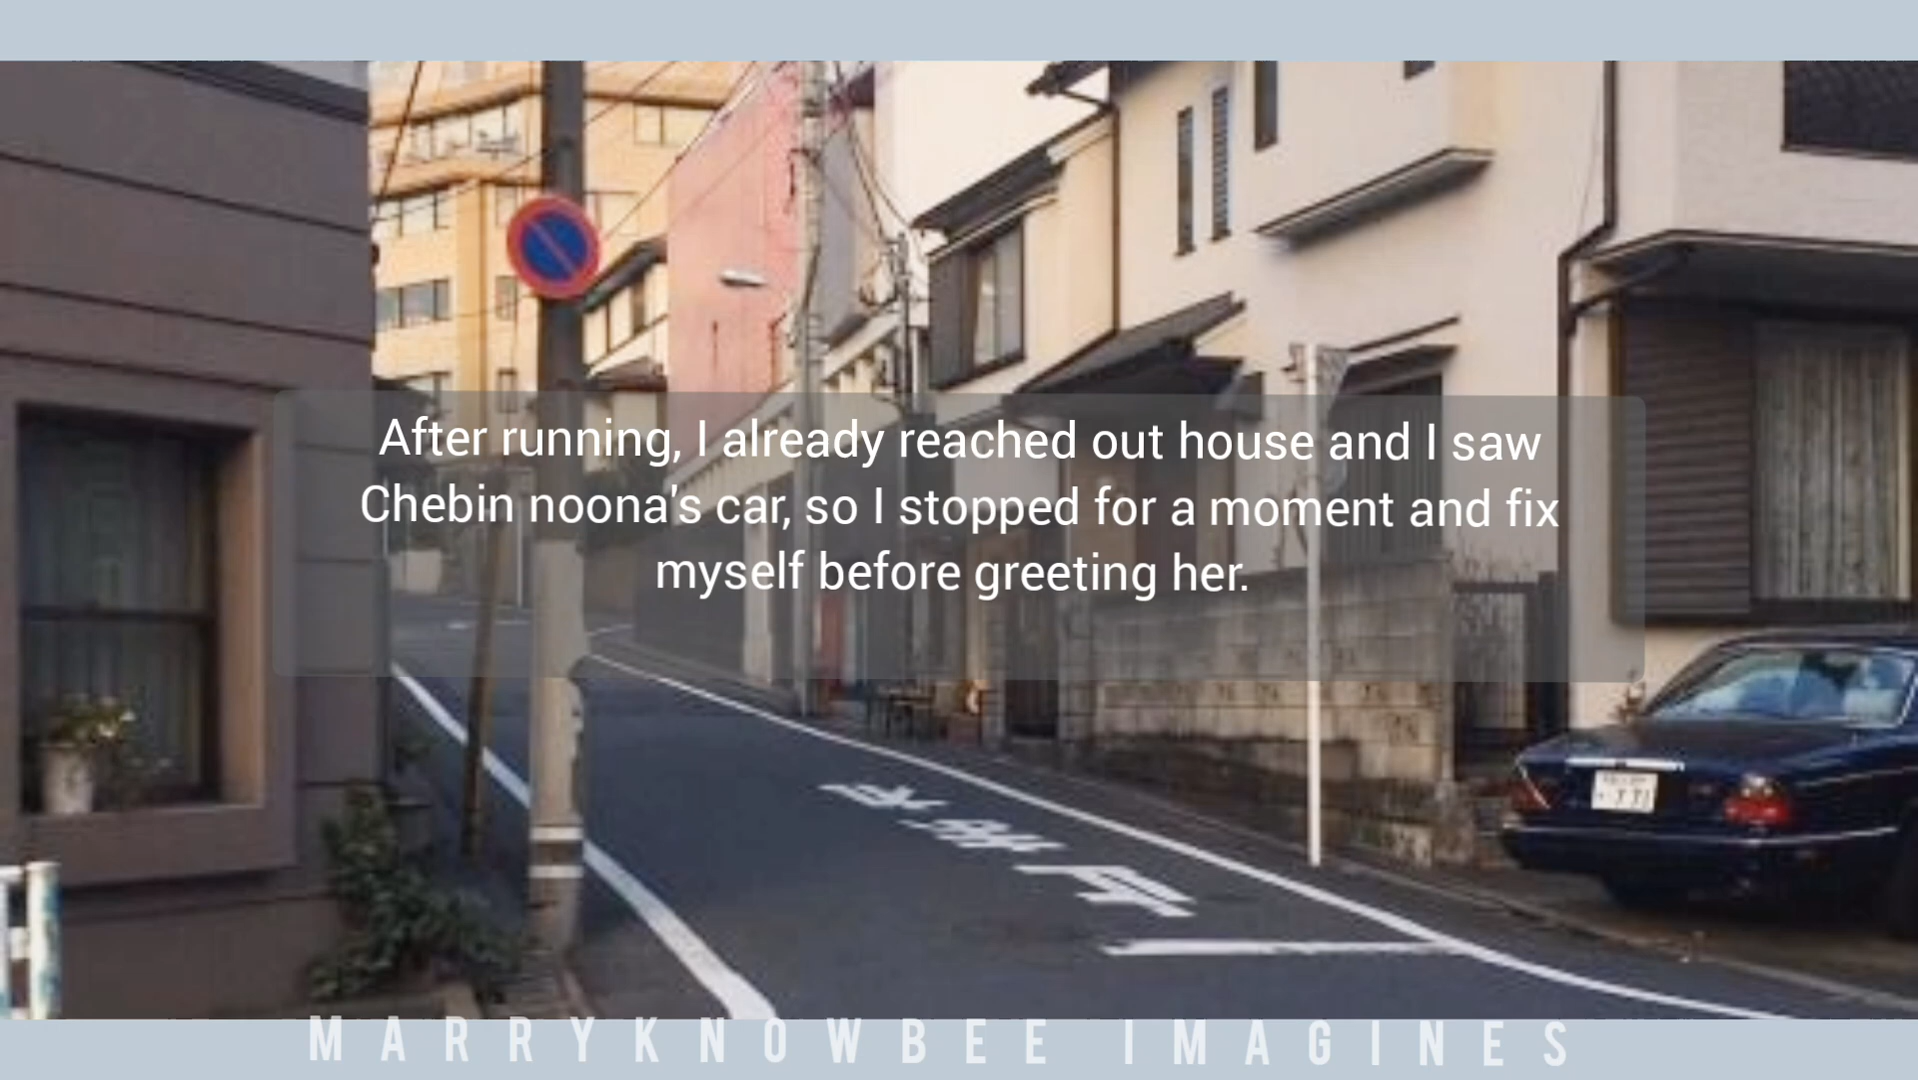 After running, I already reached out house and I saw
Chebin noona's car, so I stopped for a moment and fix
myself before greeting her.
MARRYKNOWBEE IMAGINES